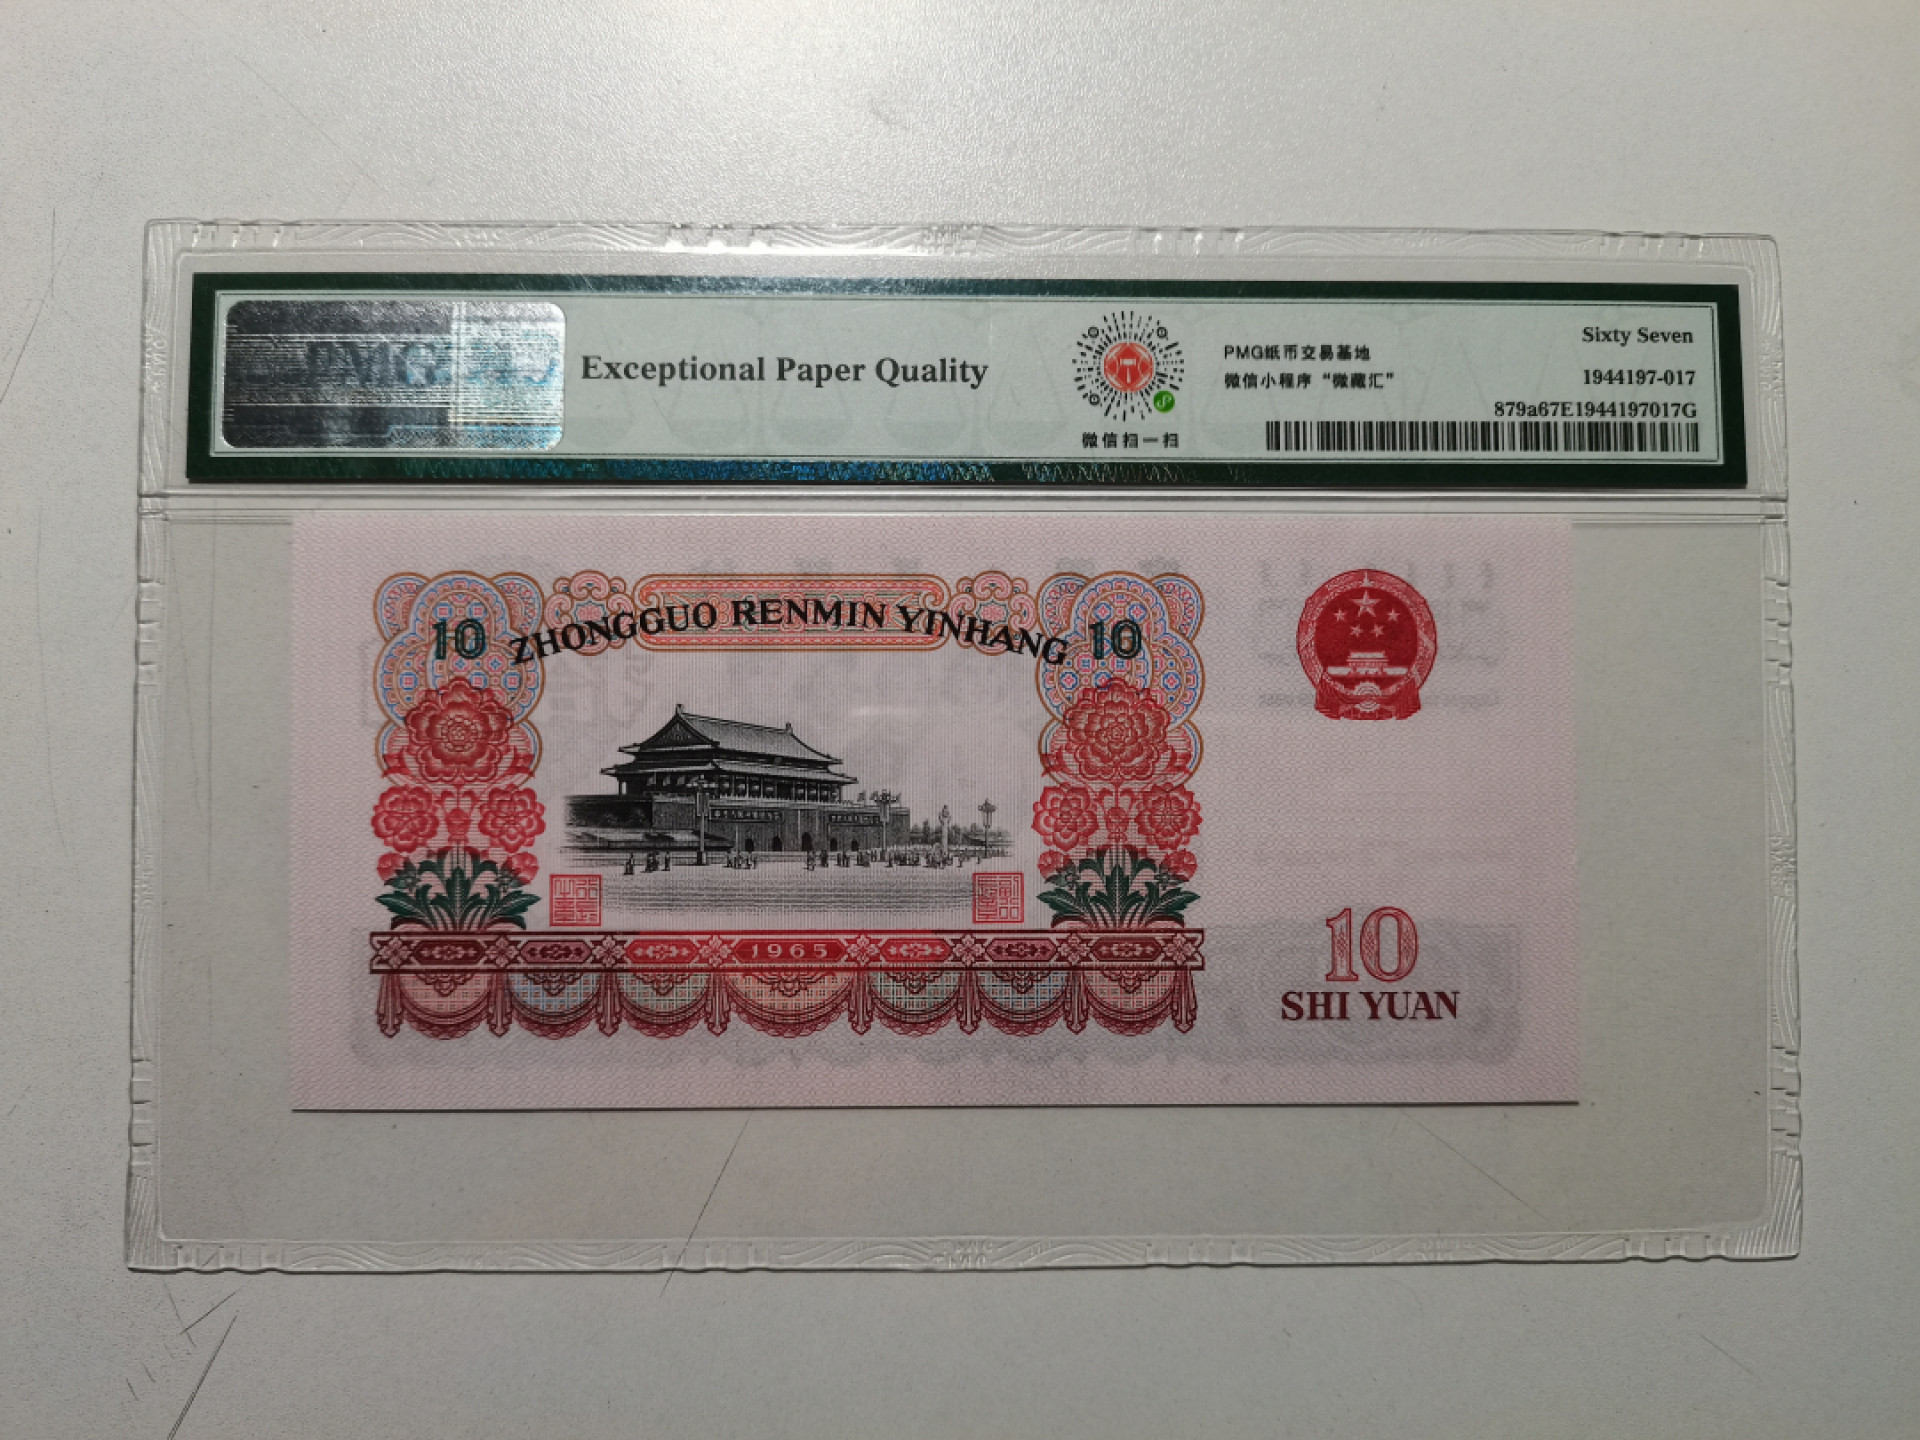 PMG
Exceptional Paper Quality
微信扫一扫
PMG纸币交易基地
微信小程序“微藏汇”
Sixty Seven
1944197-017
879a67E1944197017G
10 ZHONGGUO RENMIN YINHANG 10
1965
10
SHI YUAN